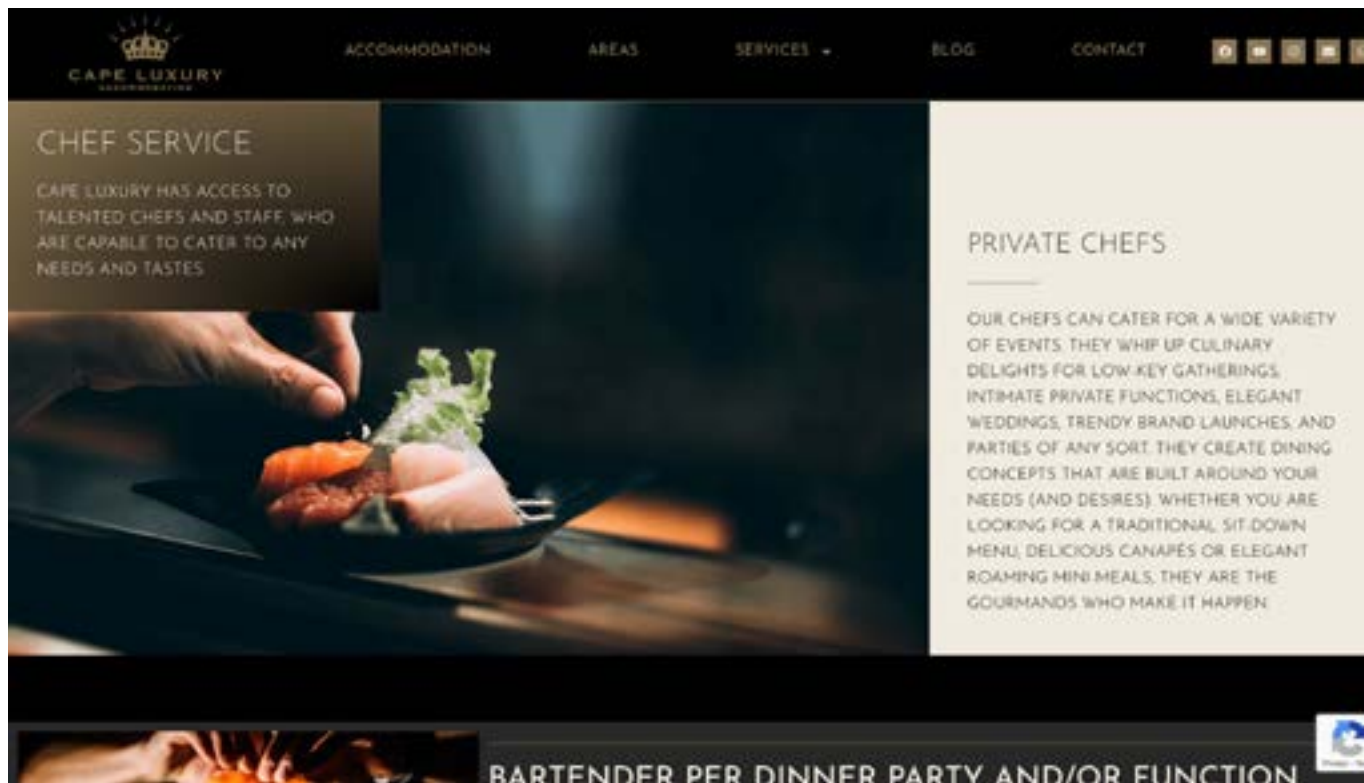 CAPE LUXURY
ACCOMMODATION
ACCOMMODATION
AREAS
SERVICES
BLOG
CONTACT
CHEF SERVICE
CAPE LUXURY HAS ACCESS TO
TALENTED CHEFS AND STAFF, WHO
ARE CAPABLE TO CATER TO ANY
NEEDS AND TASTES
PRIVATE CHEFS
OUR CHEFS CAN CATER FOR A WIDE VARIETY
OF EVENTS. THEY WHIP UP CULINARY
DELIGHTS FOR LOW-KEY GATHERINGS,
INTIMATE PRIVATE FUNCTIONS, ELEGANT
WEDDINGS, TRENDY BRAND LAUNCHES, AND
PARTIES OF ANY SORT. THEY CREATE DINING
CONCEPTS THAT ARE BUILT AROUND YOUR
NEEDS (AND DESIRES). WHETHER YOU ARE
LOOKING FOR A TRADITIONAL SIT-DOWN
MENU, DELICIOUS CANAPÉS OR ELEGANT
ROAMING MINI-MEALS, THEY ARE THE
GOURMANDS WHO MAKE IT HAPPEN.
BARTENDER PER DINNER PARTY AND/OR FUNCTION